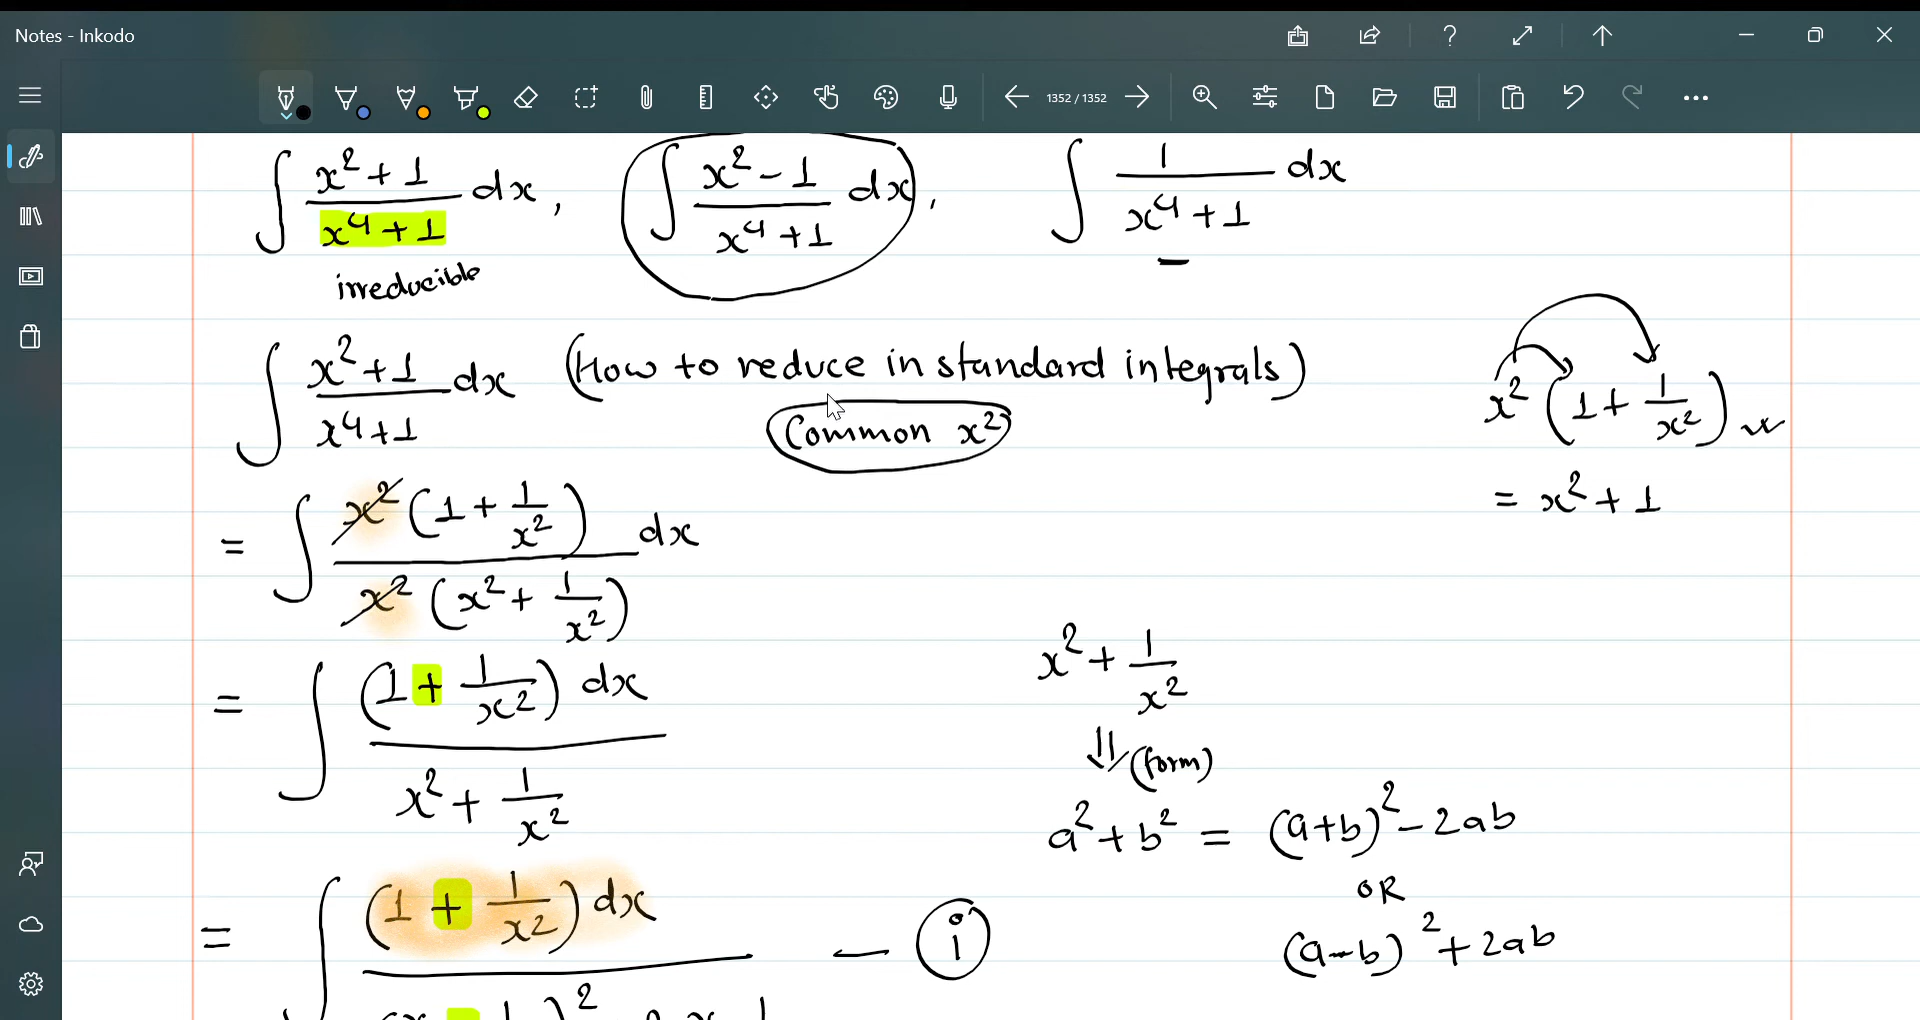 Notes - Inkodo
1352 / 1352
∫ (x²+1)/(x⁴+1) dx, ∫ (x²-1)/(x⁴+1) dx, ∫ 1/(x⁴+1) dx
irreducible
∫ (x²+1)/(x⁴+1) dx (How to reduce in standard integrals)
Common x²
x² (1 + 1/x²)
= x² + 1
= ∫ x²(1 + 1/x²) / x²(x² + 1/x²) dx
= ∫ (1 + 1/x²) dx / (x² + 1/x²)
x² + 1/x²
⇓ (form)
a² + b² = (a+b)² - 2ab
OR
(a-b)² + 2ab
= ∫ (1 + 1/x²) dx — (i)